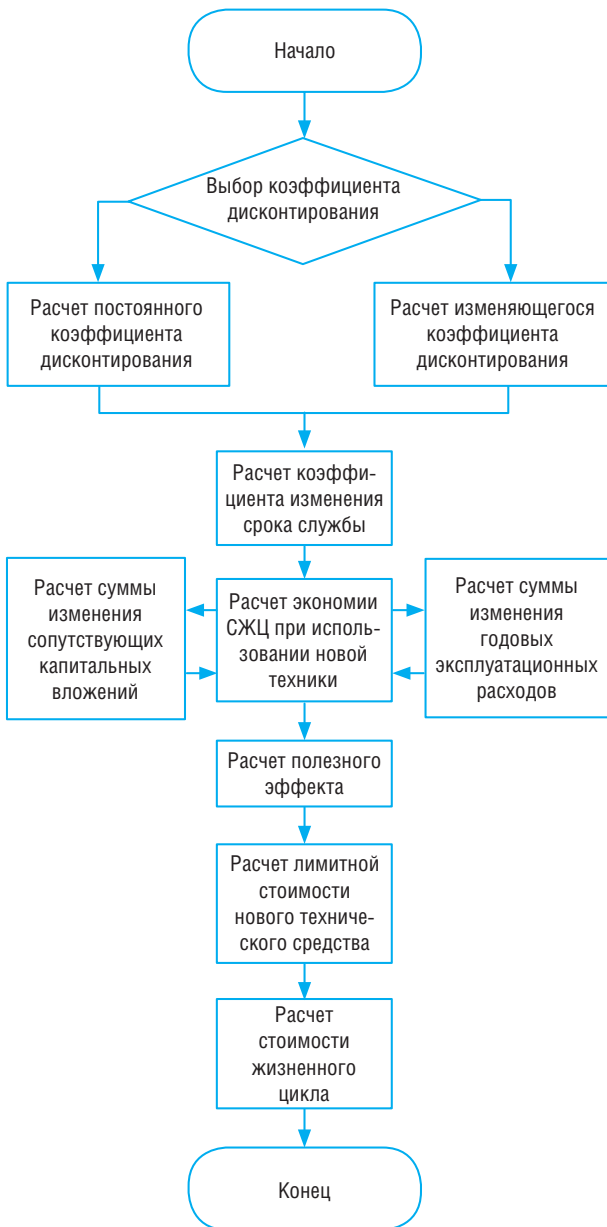 Начало
Выбор коэффициента
дисконтирования
Расчет постоянного
коэффициента
дисконтирования
Расчет изменяющегося
коэффициента
дисконтирования
Расчет коэффи-
циента изменения
срока службы
Расчет суммы
изменения
сопутствующих
капитальных
вложений
Расчет экономии
СЖЦ при исполь-
зовании новой
техники
Расчет суммы
изменения
годовых
эксплуатационных
расходов
Расчет полезного
эффекта
Расчет лимитной
стоимости
нового техниче-
ского средства
Расчет
стоимости
жизненного
цикла
Конец